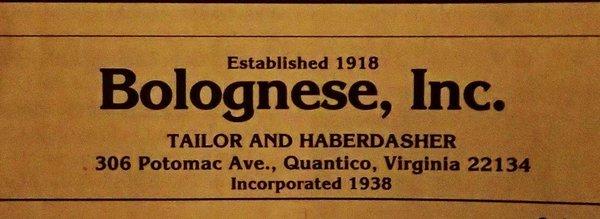 Established 1918
Bolognese, Inc.
TAILOR AND HABERDASHER
306 Potomac Ave., Quantico, Virginia 22134
Incorporated 1938